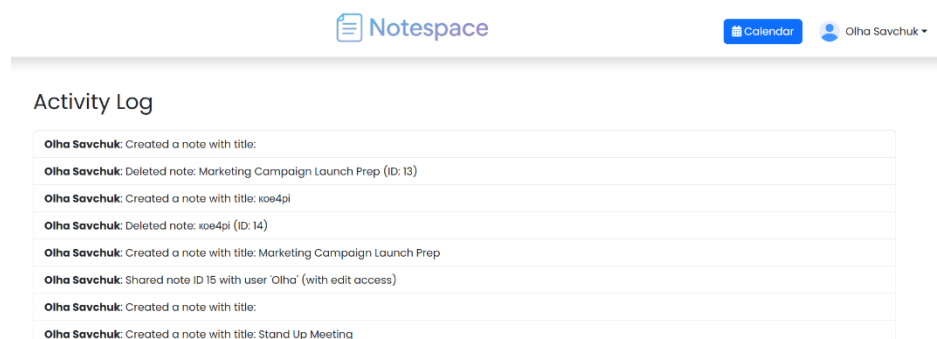 Notespace
Calendar
Olha Savchuk
Activity Log
Olha Savchuk: Created a note with title:
Olha Savchuk: Deleted note: Marketing Campaign Launch Prep (ID: 13)
Olha Savchuk: Created a note with title: кое4рі
Olha Savchuk: Deleted note: кое4рі (ID: 14)
Olha Savchuk: Created a note with title: Marketing Campaign Launch Prep
Olha Savchuk: Shared note ID 15 with user 'Olha' (with edit access)
Olha Savchuk: Created a note with title:
Olha Savchuk: Created a note with title: Stand Up Meeting